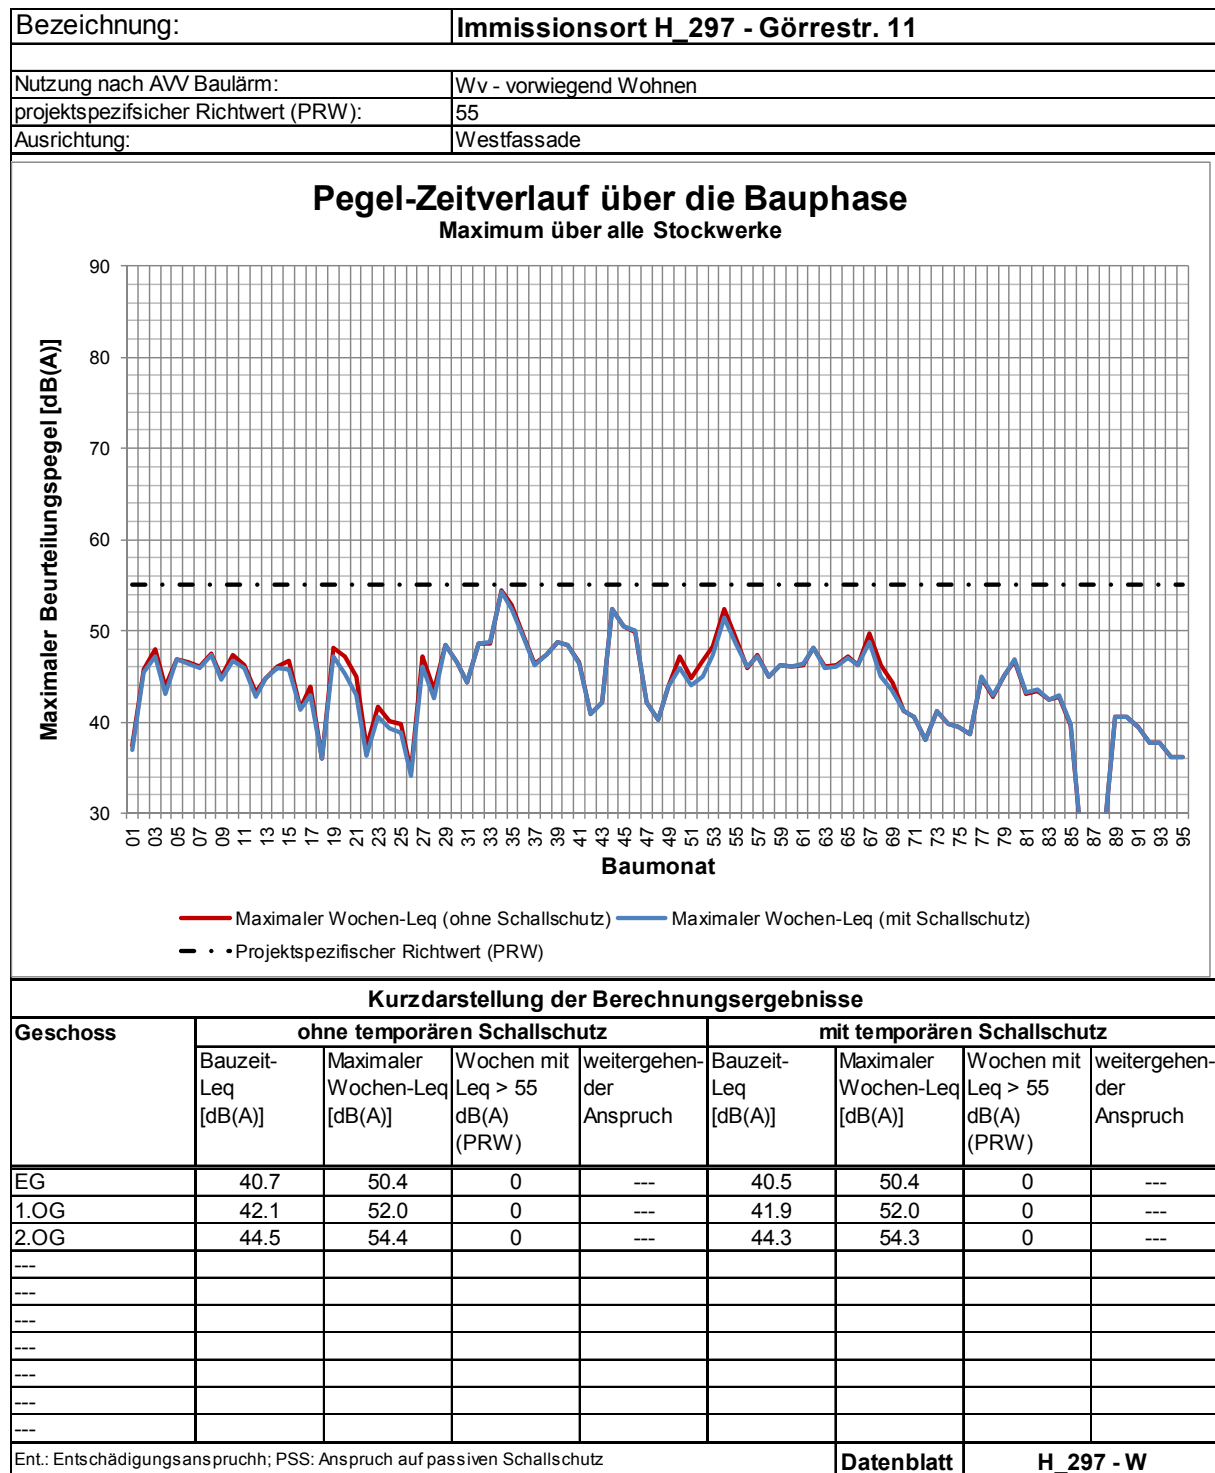 Bezeichnung: Immissionsort H_297 - Görrestr. 11
Nutzung nach AVV Baulärm: Wv - vorwiegend Wohnen
projektspezifsicher Richtwert (PRW): 55
Ausrichtung: Westfassade
Pegel-Zeitverlauf über die Bauphase
Maximum über alle Stockwerke
Maximaler Beurteilungspegel [dB(A)]
90
80
70
60
50
40
30
01 03 05 07 09 11 13 15 17 19 21 23 25 27 29 31 33 35 37 39 41 43 45 47 49 51 53 55 57 59 61 63 65 67 69 71 73 75 77 79 81 83 85 87 89 91 93 95
Baumonat
Maximaler Wochen-Leq (ohne Schallschutz) Maximaler Wochen-Leq (mit Schallschutz)
Projektspezifischer Richtwert (PRW)
Kurzdarstellung der Berechnungsergebnisse
Geschoss ohne temporären Schallschutz mit temporären Schallschutz
Bauzeit- Maximaler Wochen mit weitergehen- Bauzeit- Maximaler Wochen mit weitergehen-
Leq Wochen-Leq Leq > 55 der Leq Wochen-Leq Leq > 55 der
[dB(A)] [dB(A)] dB(A) Anspruch [dB(A)] [dB(A)] dB(A) Anspruch
(PRW) (PRW)
EG 40.7 50.4 0 --- 40.5 50.4 0 ---
1.OG 42.1 52.0 0 --- 41.9 52.0 0 ---
2.OG 44.5 54.4 0 --- 44.3 54.3 0 ---
---
---
---
---
---
---
---
Ent.: Entschädigungsanspruchh; PSS: Anspruch auf passiven Schallschutz Datenblatt H_297 - W